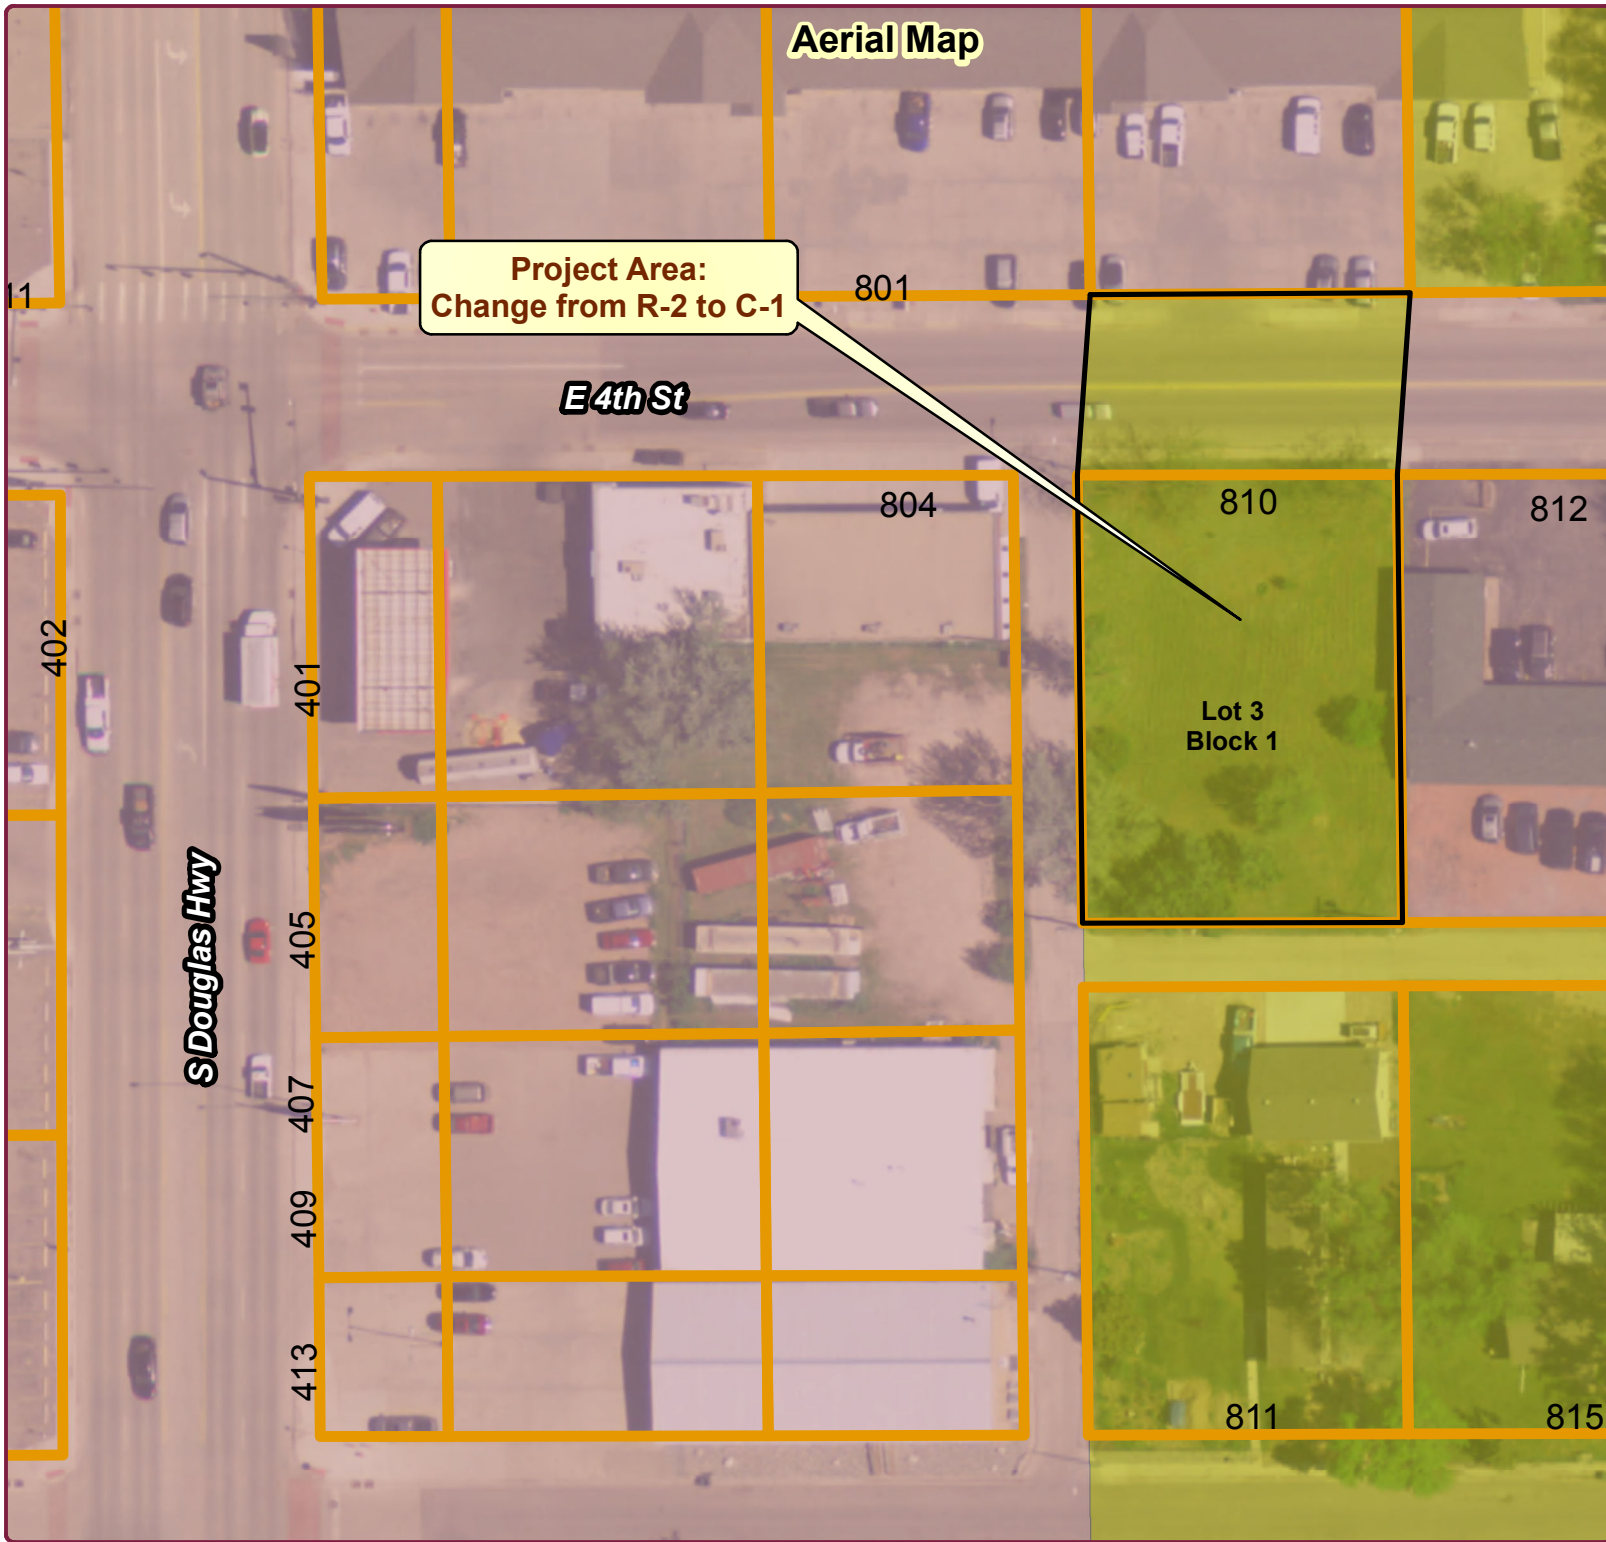 Aerial Map
Project Area:
Change from R-2 to C-1
11
801
E 4th St
804
810
812
402
401
Lot 3
Block 1
S Douglas Hwy
405
407
409
413
811
815